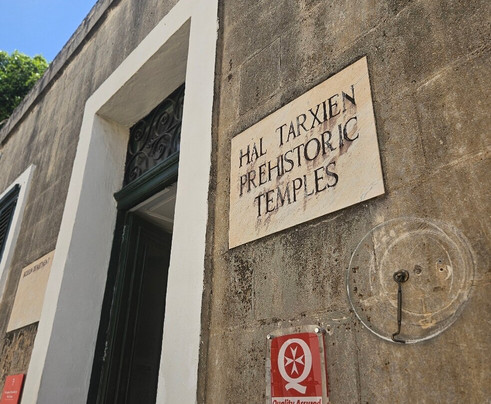 HAL TARXIEN
PREHISTORIC
TEMPLES
Q
Quality Assured